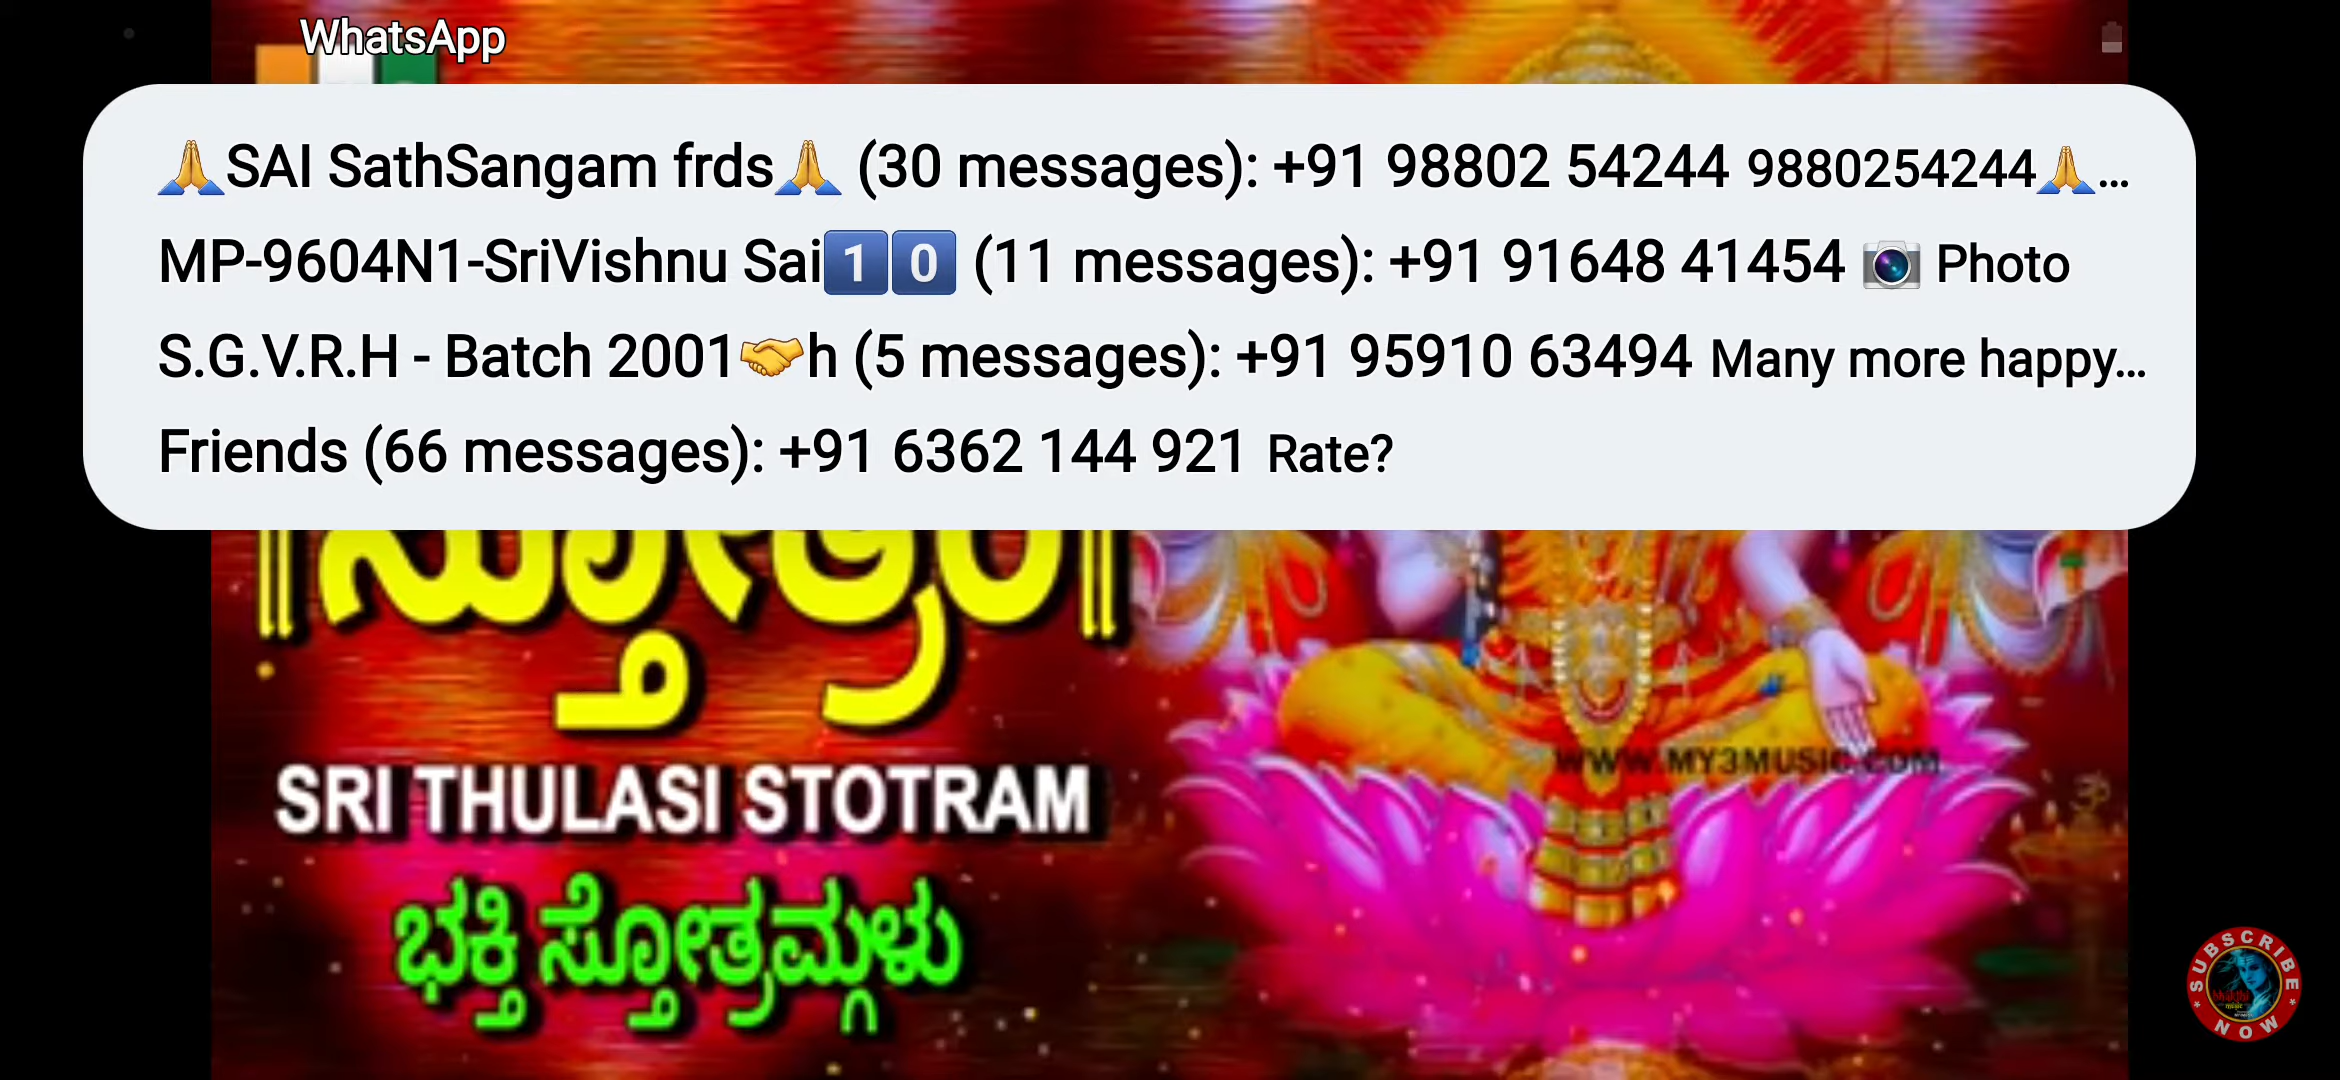 WhatsApp
🙏SAI SathSangam frds🙏 (30 messages): +91 98802 54244 9880254244🙏...
MP-9604N1-SriVishnu Sai1️⃣0️⃣ (11 messages): +91 91648 41454 📷 Photo
S.G.V.R.H - Batch 2001🤝h (5 messages): +91 95910 63494 Many more happy...
Friends (66 messages): +91 6362 144 921 Rate?
||ಸ್ತೋತ್ರಂ||
SRI THULASI STOTRAM
WWW.MY3MUSIC.COM
ಭಕ್ತಿ ಸ್ತೋತ್ರಮ್ಗಳು
ॐ
SUBSCRIBE
bhakthi
music
NOW